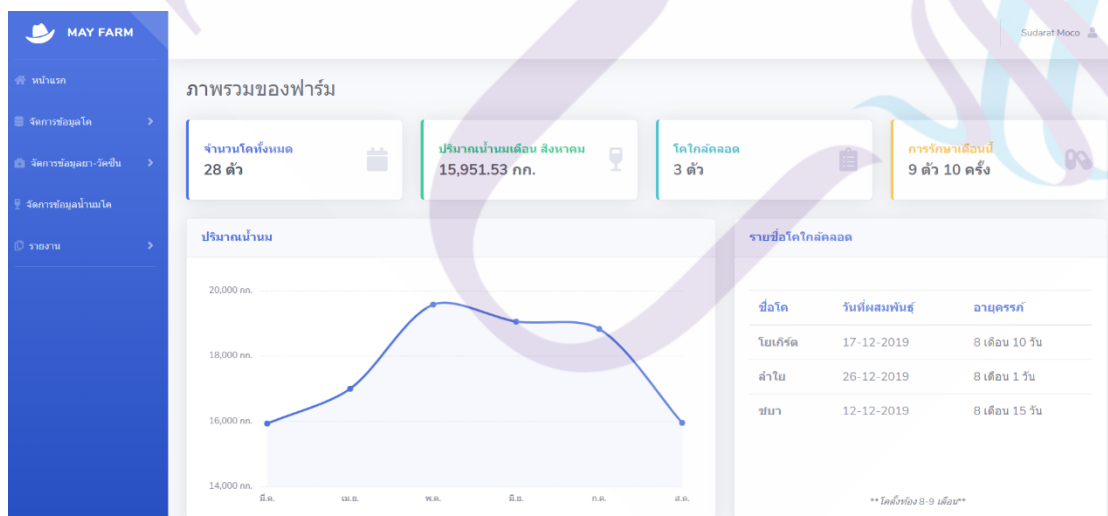 MAY FARM
Sudarat Moco
หน้าแรก
จัดการข้อมูลโค
จัดการข้อมูลยา-วัคซีน
จัดการข้อมูลน้ำนมโค
รายงาน
ภาพรวมของฟาร์ม
จำนวนโคทั้งหมด
28 ตัว
ปริมาณน้ำนมเดือน สิงหาคม
15,951.53 กก.
โคใกล้คลอด
3 ตัว
การรักษาเดือนนี้
9 ตัว 10 ครั้ง
ปริมาณน้ำนม
20,000 กก.
18,000 กก.
16,000 กก.
14,000 กก.
มี.ค. เม.ย. พ.ค. มิ.ย. ก.ค. ส.ค.
รายชื่อโคใกล้คลอด
ชื่อโค วันที่ผสมพันธุ์ อายุครรภ์
โยเกิร์ต 17-12-2019 8 เดือน 10 วัน
ลำใย 26-12-2019 8 เดือน 1 วัน
ชบา 12-12-2019 8 เดือน 15 วัน
** โคตั้งท้อง 8-9 เดือน**